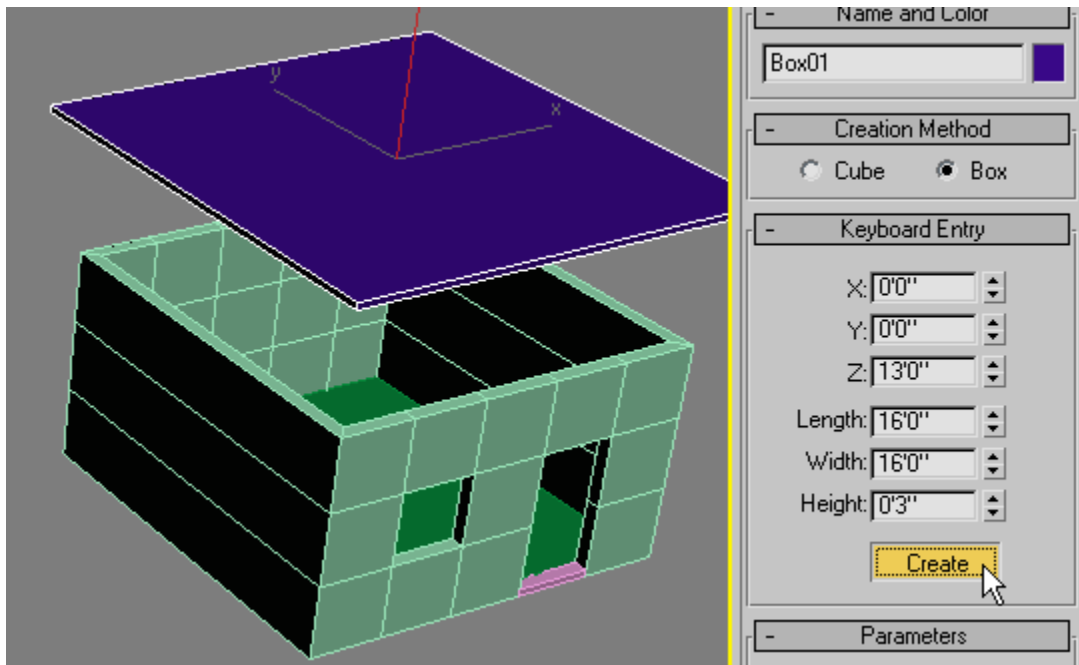 y
x
- Name and Color
Box01
- Creation Method
Cube Box
- Keyboard Entry
X: 0'0"
Y: 0'0"
Z: 13'0"
Length: 16'0"
Width: 16'0"
Height: 0'3"
Create
- Parameters